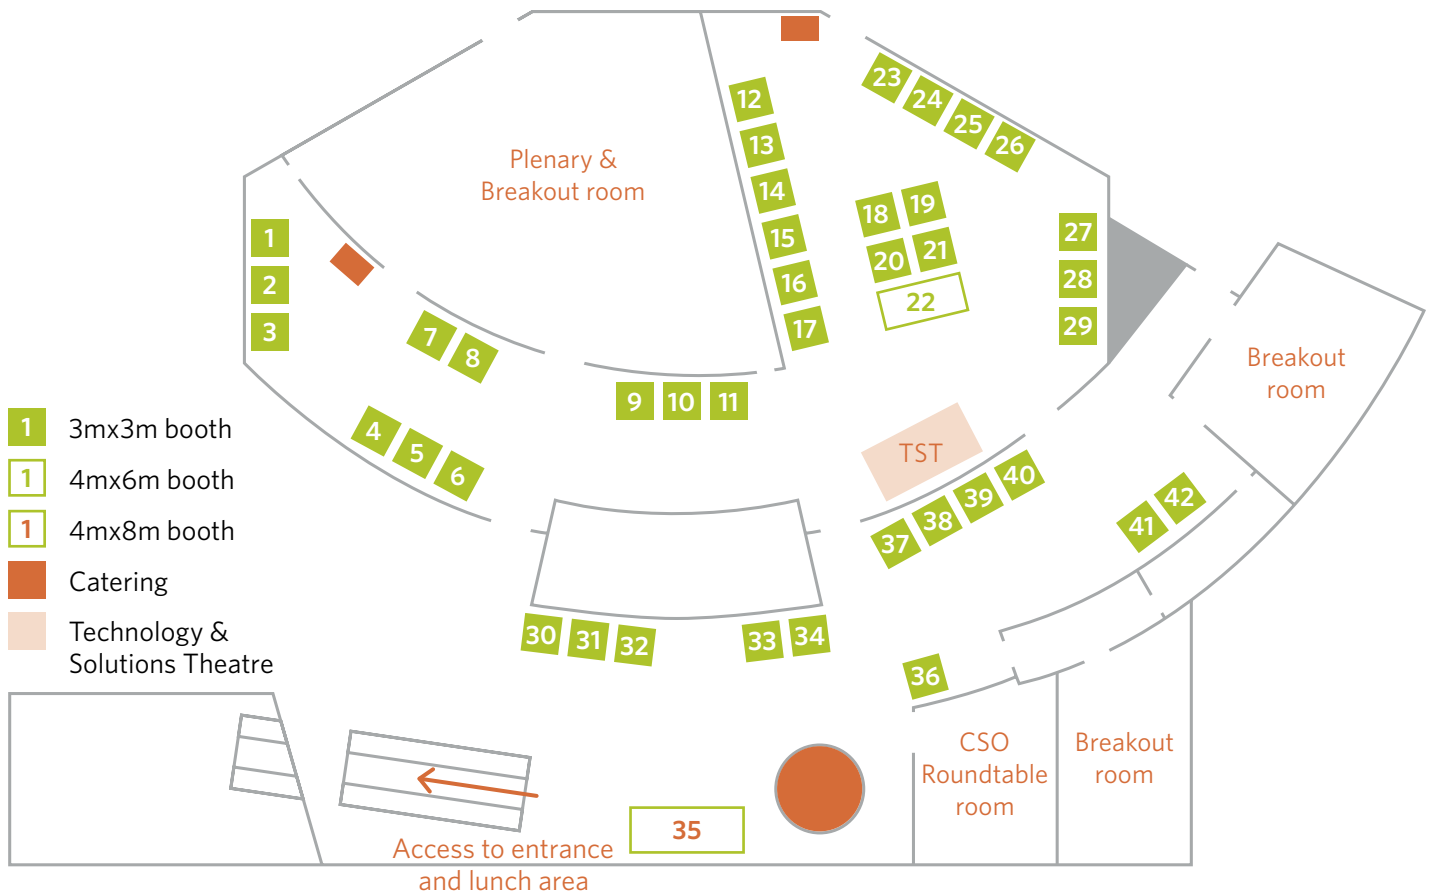 Plenary &
Breakout room
12
13
14
15
16
17
23
24
25
26
18
19
20
21
22
27
28
29
1
2
3
7
8
9
10
11
4
5
6
TST
37
38
39
40
41
42
Breakout
room
1 3mx3m booth
1 4mx6m booth
1 4mx8m booth
Catering
Technology &
Solutions Theatre
30
31
32
33
34
36
35
CSO
Roundtable
room
Breakout
room
Access to entrance
and lunch area